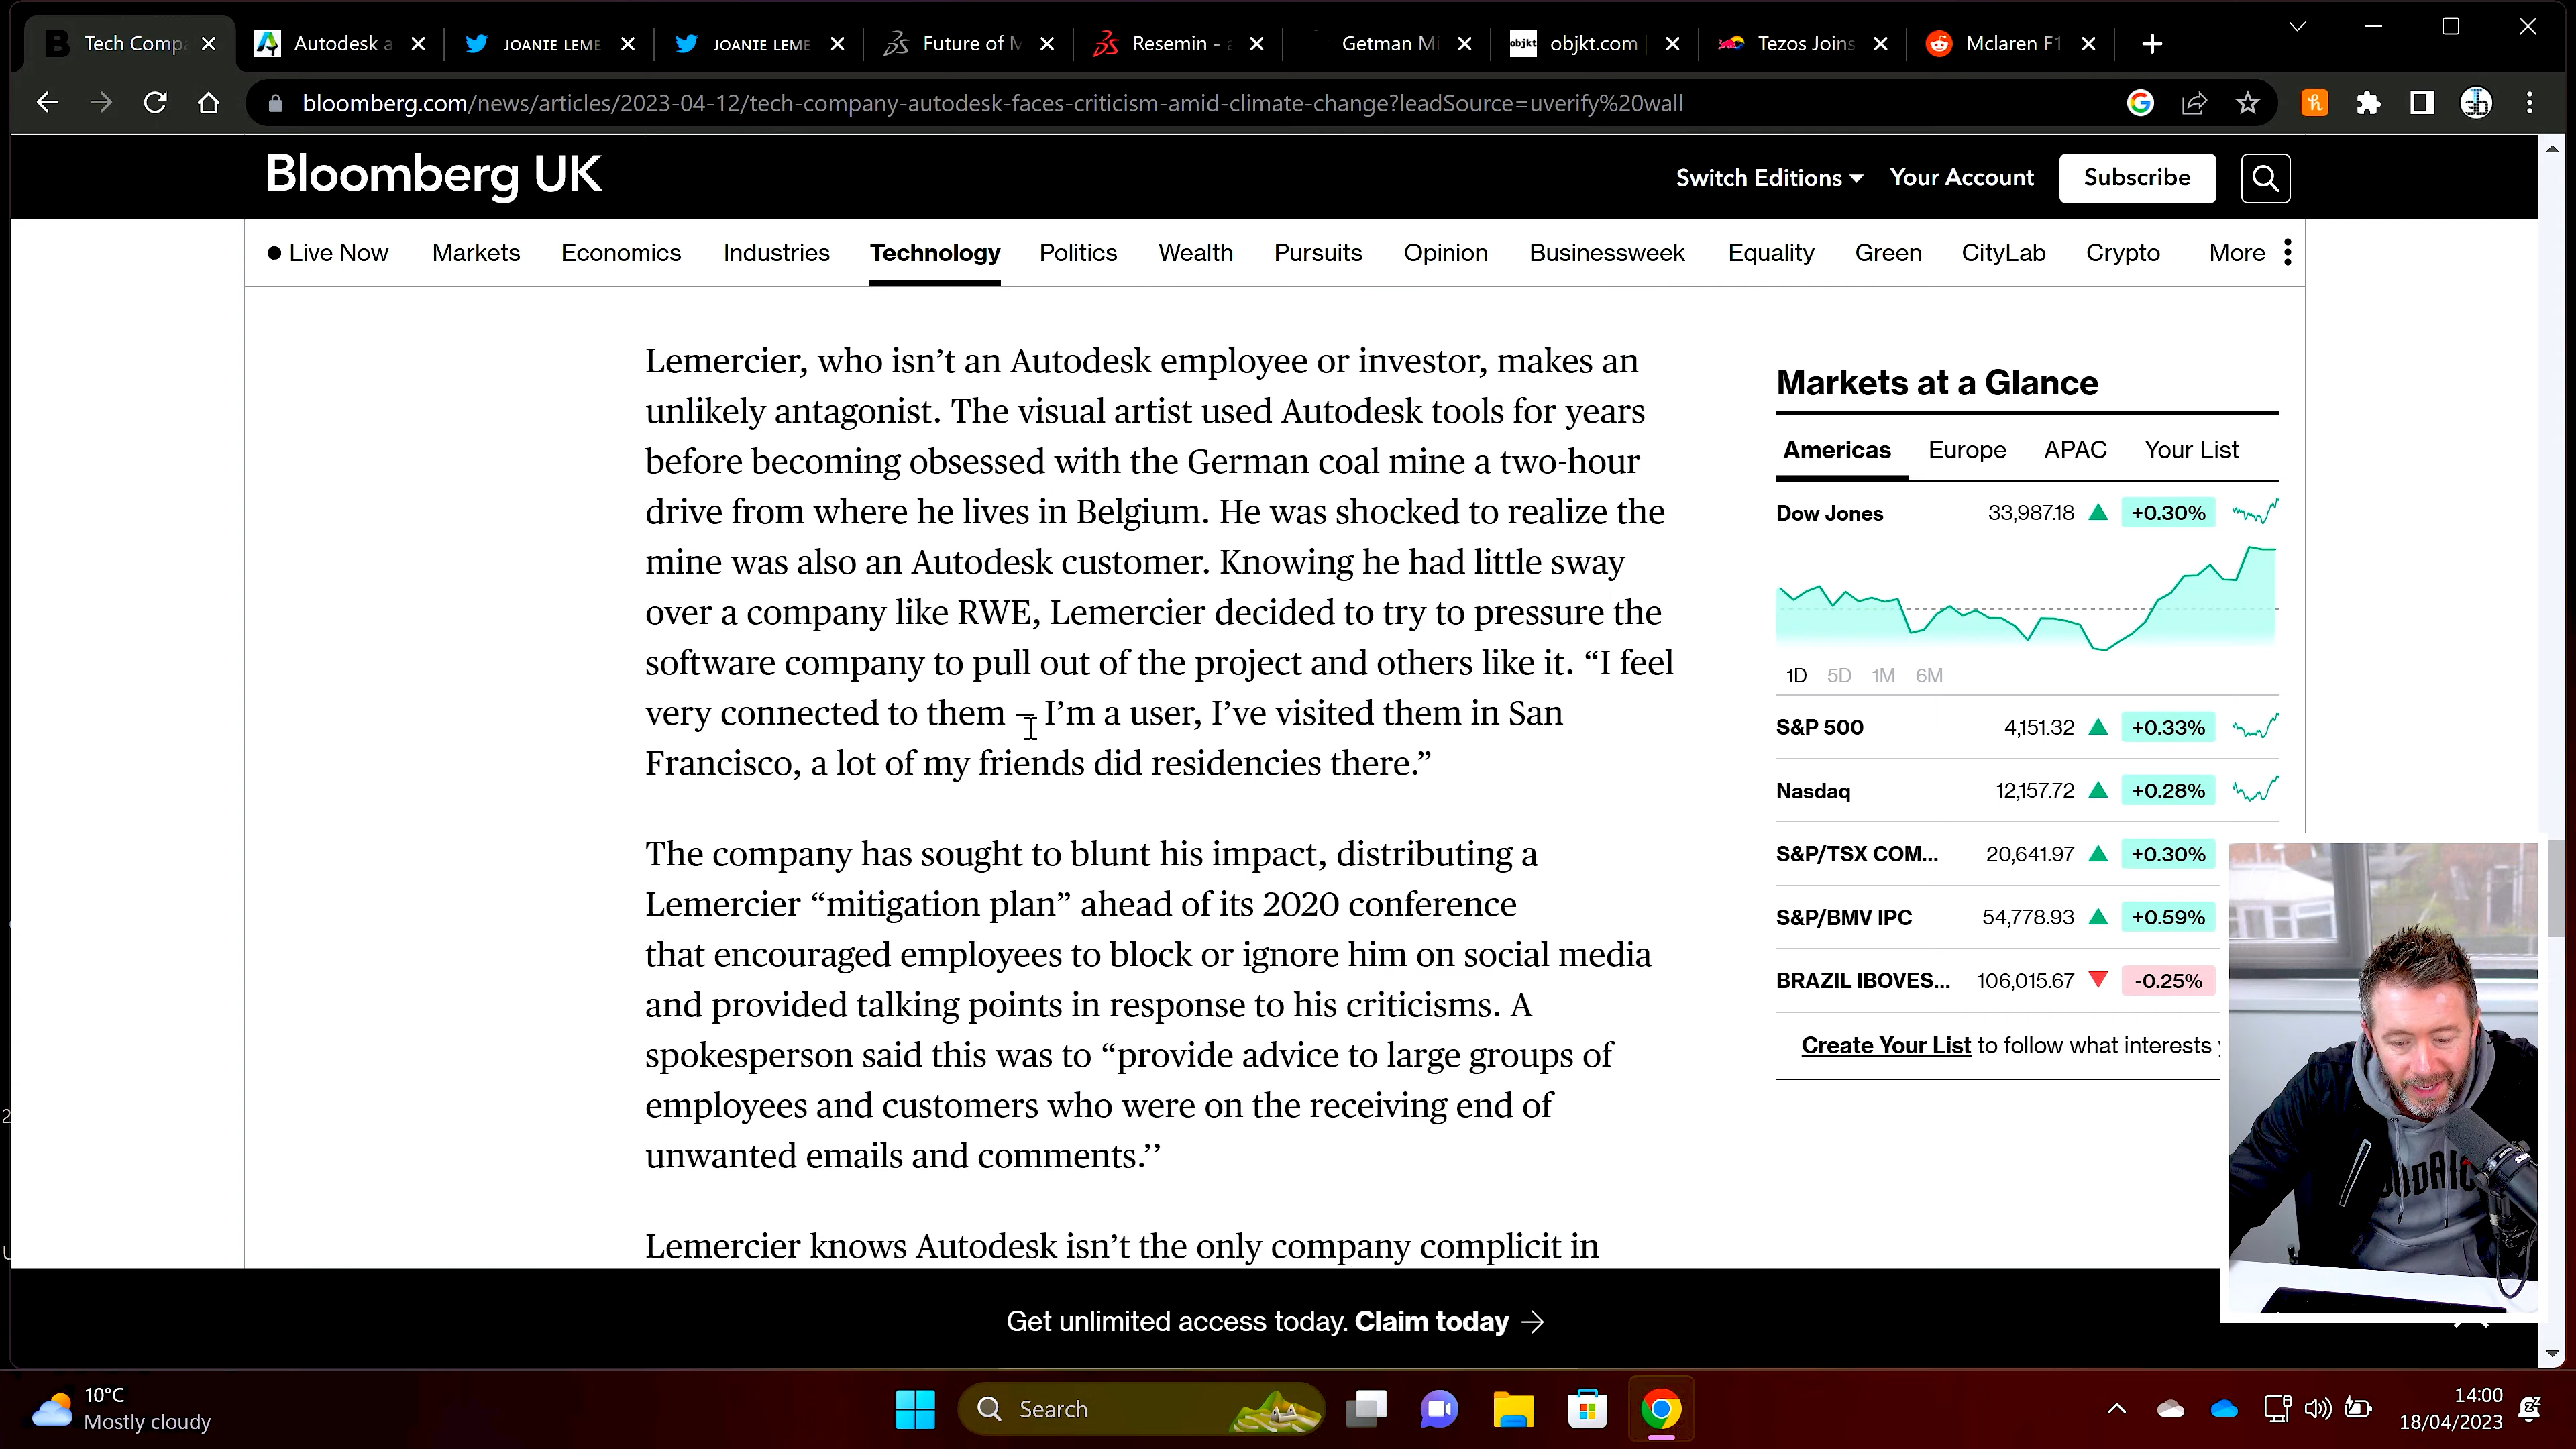 Tech Comp
Autodesk a
JOANIE LEME
JOANIE LEME
Future of M
Resemin - a
Getman Mi
objkt objkt.com
Tezos Joins
Mclaren F1
bloomberg.com/news/articles/2023-04-12/tech-company-autodesk-faces-criticism-amid-climate-change?leadSource=uverify%20wall
Bloomberg UK
Switch Editions
Your Account
Subscribe
Live Now
Markets
Economics
Industries
Technology
Politics
Wealth
Pursuits
Opinion
Businessweek
Equality
Green
CityLab
Crypto
More
Lemercier, who isn’t an Autodesk employee or investor, makes an
unlikely antagonist. The visual artist used Autodesk tools for years
before becoming obsessed with the German coal mine a two-hour
drive from where he lives in Belgium. He was shocked to realize the
mine was also an Autodesk customer. Knowing he had little sway
over a company like RWE, Lemercier decided to try to pressure the
software company to pull out of the project and others like it. “I feel
very connected to them – I’m a user, I’ve visited them in San
Francisco, a lot of my friends did residencies there.”
The company has sought to blunt his impact, distributing a
Lemercier “mitigation plan” ahead of its 2020 conference
that encouraged employees to block or ignore him on social media
and provided talking points in response to his criticisms. A
spokesperson said this was to “provide advice to large groups of
employees and customers who were on the receiving end of
unwanted emails and comments.’’
Lemercier knows Autodesk isn’t the only company complicit in
Markets at a Glance
Americas Europe APAC Your List
Dow Jones 33,987.18 +0.30%
1D 5D 1M 6M
S&P 500 4,151.32 +0.33%
Nasdaq 12,157.72 +0.28%
S&P/TSX COM... 20,641.97 +0.30%
S&P/BMV IPC 54,778.93 +0.59%
BRAZIL IBOVES... 106,015.67 -0.25%
Create Your List to follow what interests
Get unlimited access today. Claim today →
10°C
Mostly cloudy
Search
14:00
18/04/2023